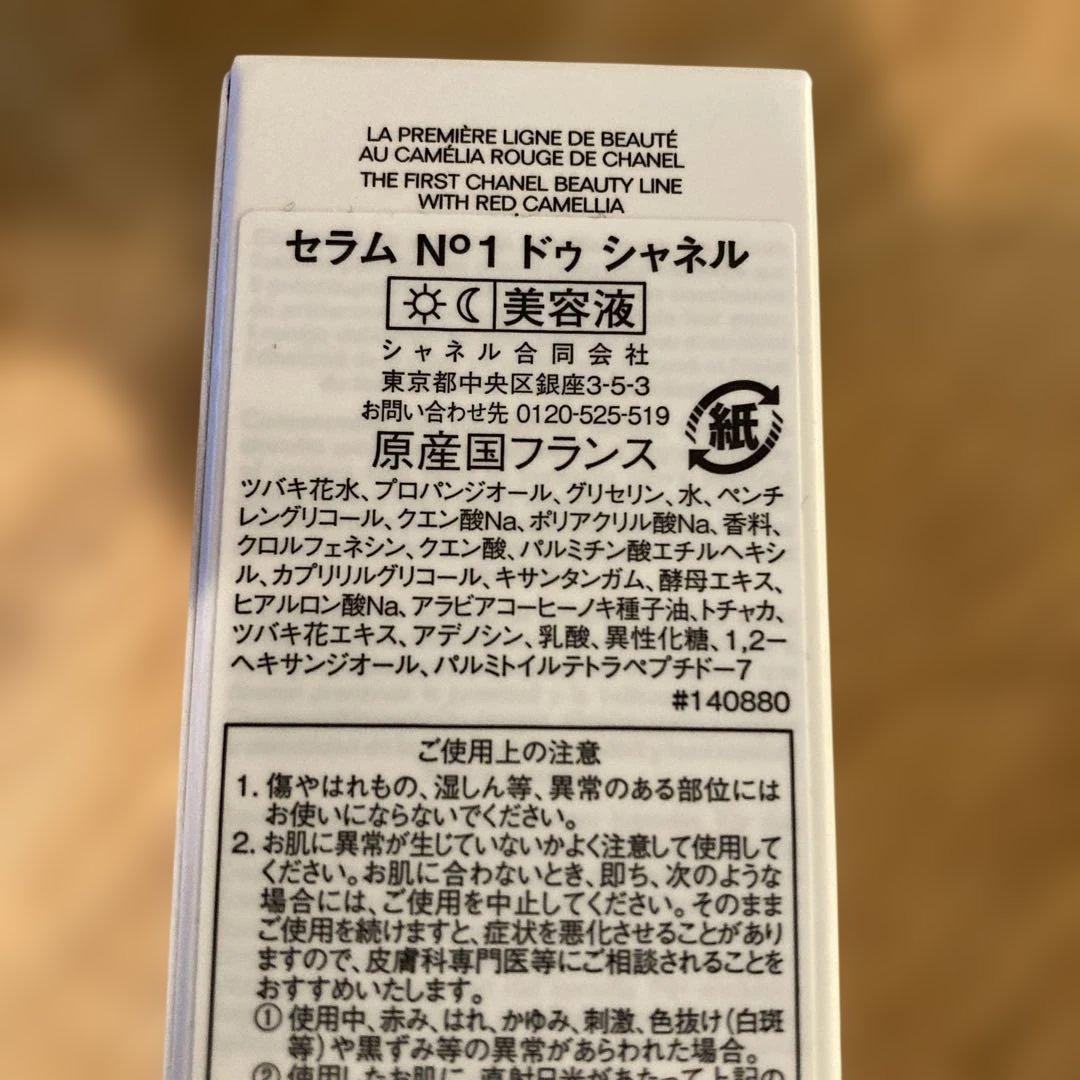 LA PREMIÈRE LIGNE DE BEAUTÉ
AU CAMÉLIA ROUGE DE CHANEL
THE FIRST CHANEL BEAUTY LINE
WITH RED CAMELLIA
セラム Nº1 ドゥ シャネル
美容液
シャネル合同会社
東京都中央区銀座3-5-3
お問い合わせ先 0120-525-519
紙
原産国フランス
ツバキ花水、プロパンジオール、グリセリン、水、ペンチ
レングリコール、クエン酸Na、ポリアクリル酸Na、香料、
クロルフェネシン、クエン酸、パルミチン酸エチルヘキシ
ル、カプリリルグリコール、キサンタンガム、酵母エキス、
ヒアルロン酸Na、アラビアコーヒーノキ種子油、トチャカ、
ツバキ花エキス、アデノシン、乳酸、異性化糖、1,2ー
ヘキサンジオール、パルミトイルテトラペプチドー7
#140880
ご使用上の注意
1. 傷やはれもの、湿しん等、異常のある部位には
お使いにならないでください。
2. お肌に異常が生じていないかよく注意して使用して
ください。お肌に合わないとき、即ち、次のような
場合には、ご使用を中止してください。そのまま
ご使用を続けますと、症状を悪化させることがあり
ますので、皮膚科専門医等にご相談されることを
おすすめいたします。
① 使用中、赤み、はれ、かゆみ、刺激、色抜け(白斑
等)や黒ずみ等の異常があらわれた場合。
② 使用したお肌に、直射日光があたって上記の